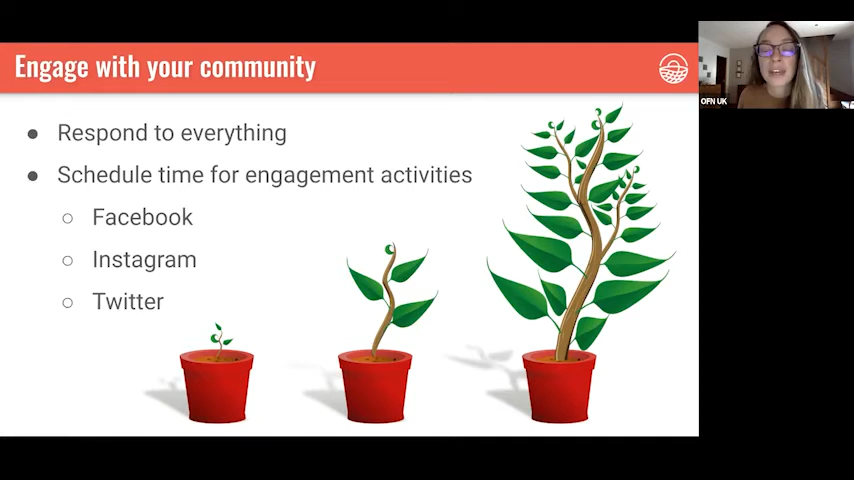 Engage with your community
Respond to everything
Schedule time for engagement activities
Facebook
Instagram
Twitter
OFN UK